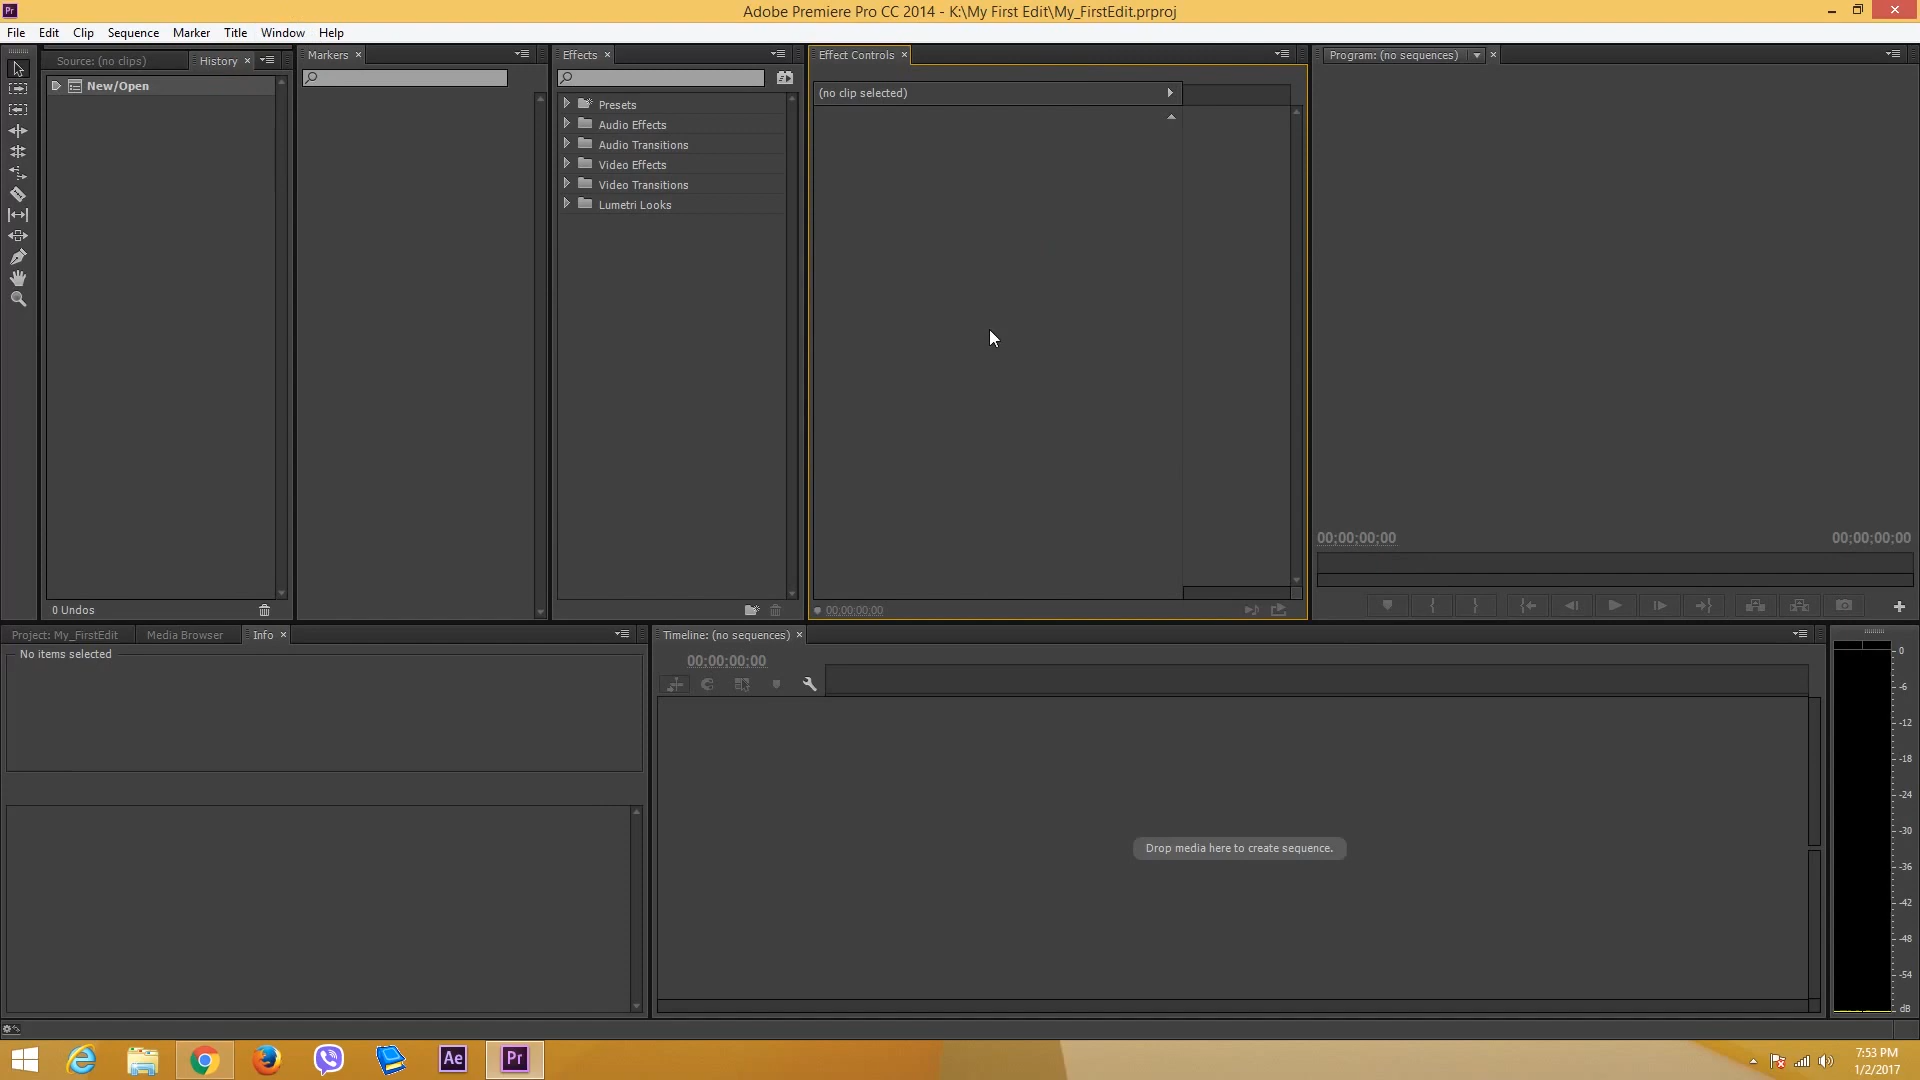 Pr
Adobe Premiere Pro CC 2014 - K:\My First Edit\My_FirstEdit.prproj
File Edit Clip Sequence Marker Title Window Help
Source: (no clips) History
New/Open
0 Undos
Markers
Effects
Presets
Audio Effects
Audio Transitions
Video Effects
Video Transitions
Lumetri Looks
Effect Controls
(no clip selected)
00;00;00;00
Program: (no sequences)
00;00;00;00 00;00;00;00
Project: My_FirstEdit Media Browser Info
No items selected
Timeline: (no sequences)
00;00;00;00
Drop media here to create sequence.
0
-6
-12
-18
-24
-30
-36
-42
-48
-54
dB
Ae Pr
7:53 PM
1/2/2017